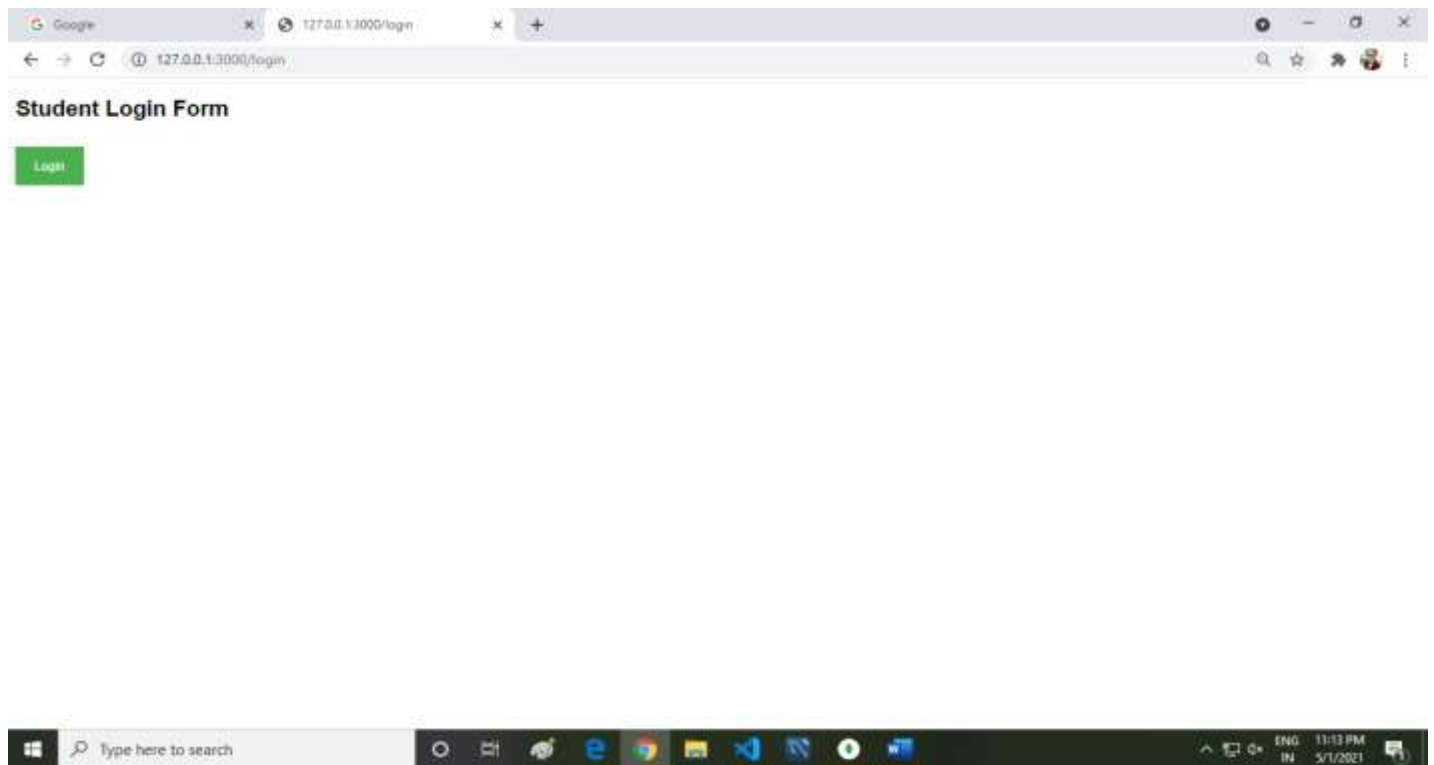 Google
127.0.0.1:3000/login
127.0.0.1:3000/login
Student Login Form
Login
Type here to search
ENG
IN
11:13 PM
5/1/2021